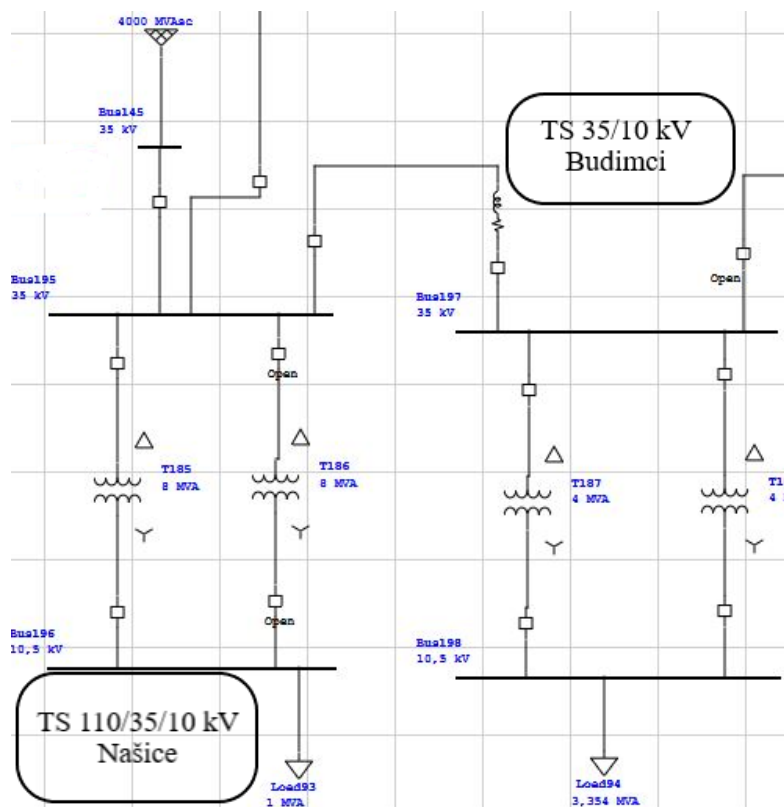 4000 MVAsc
Bus145
35 kV
TS 35/10 kV
Budimci
Bus195
35 kV
Bus197
35 kV
Open
Open
T185
8 MVA
T186
8 MVA
T187
4 MVA
Open
Bus196
10,5 kV
Bus198
10,5 kV
TS 110/35/10 kV
Našice
Load93
1 MVA
Load94
3,354 MVA